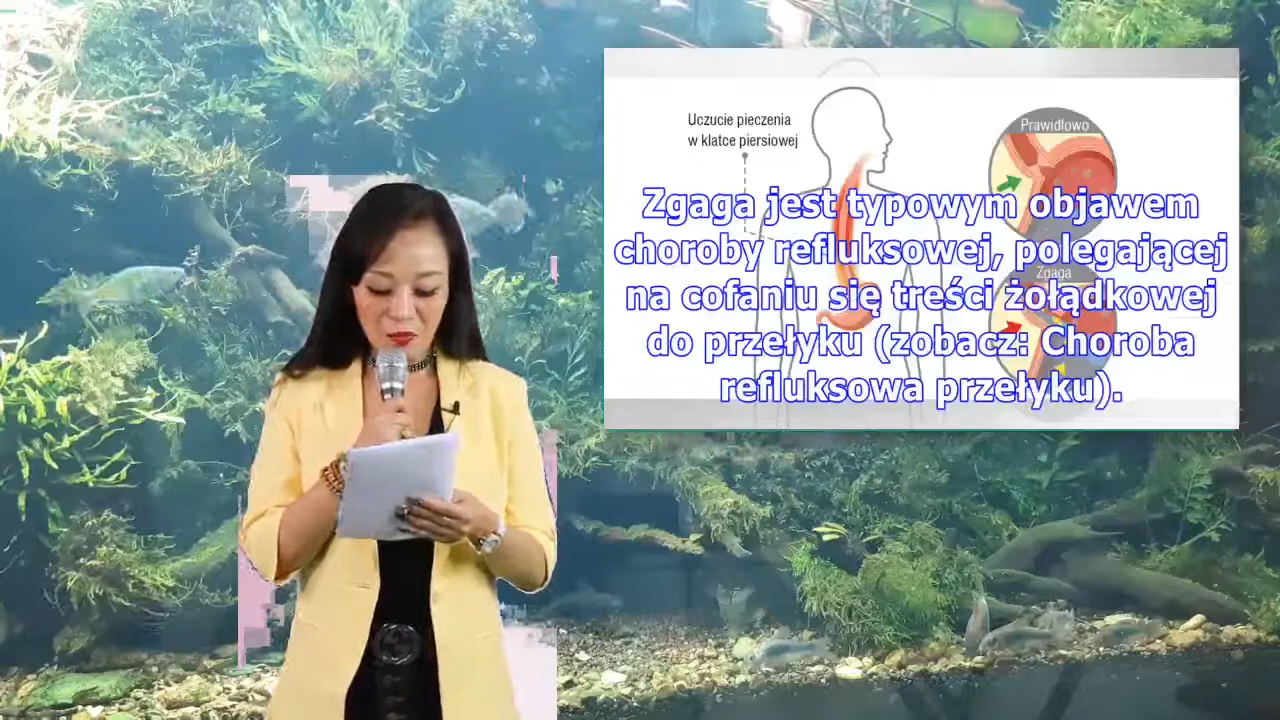 Uczucie pieczenia
w klatce piersiowej
Prawidłowo
Zgaga jest typowym objawem
choroby refluksowej, polegającej
Zgaga
na cofaniu się treści żołądkowej
do przełyku (zobacz: Choroba
refluksowa przełyku).